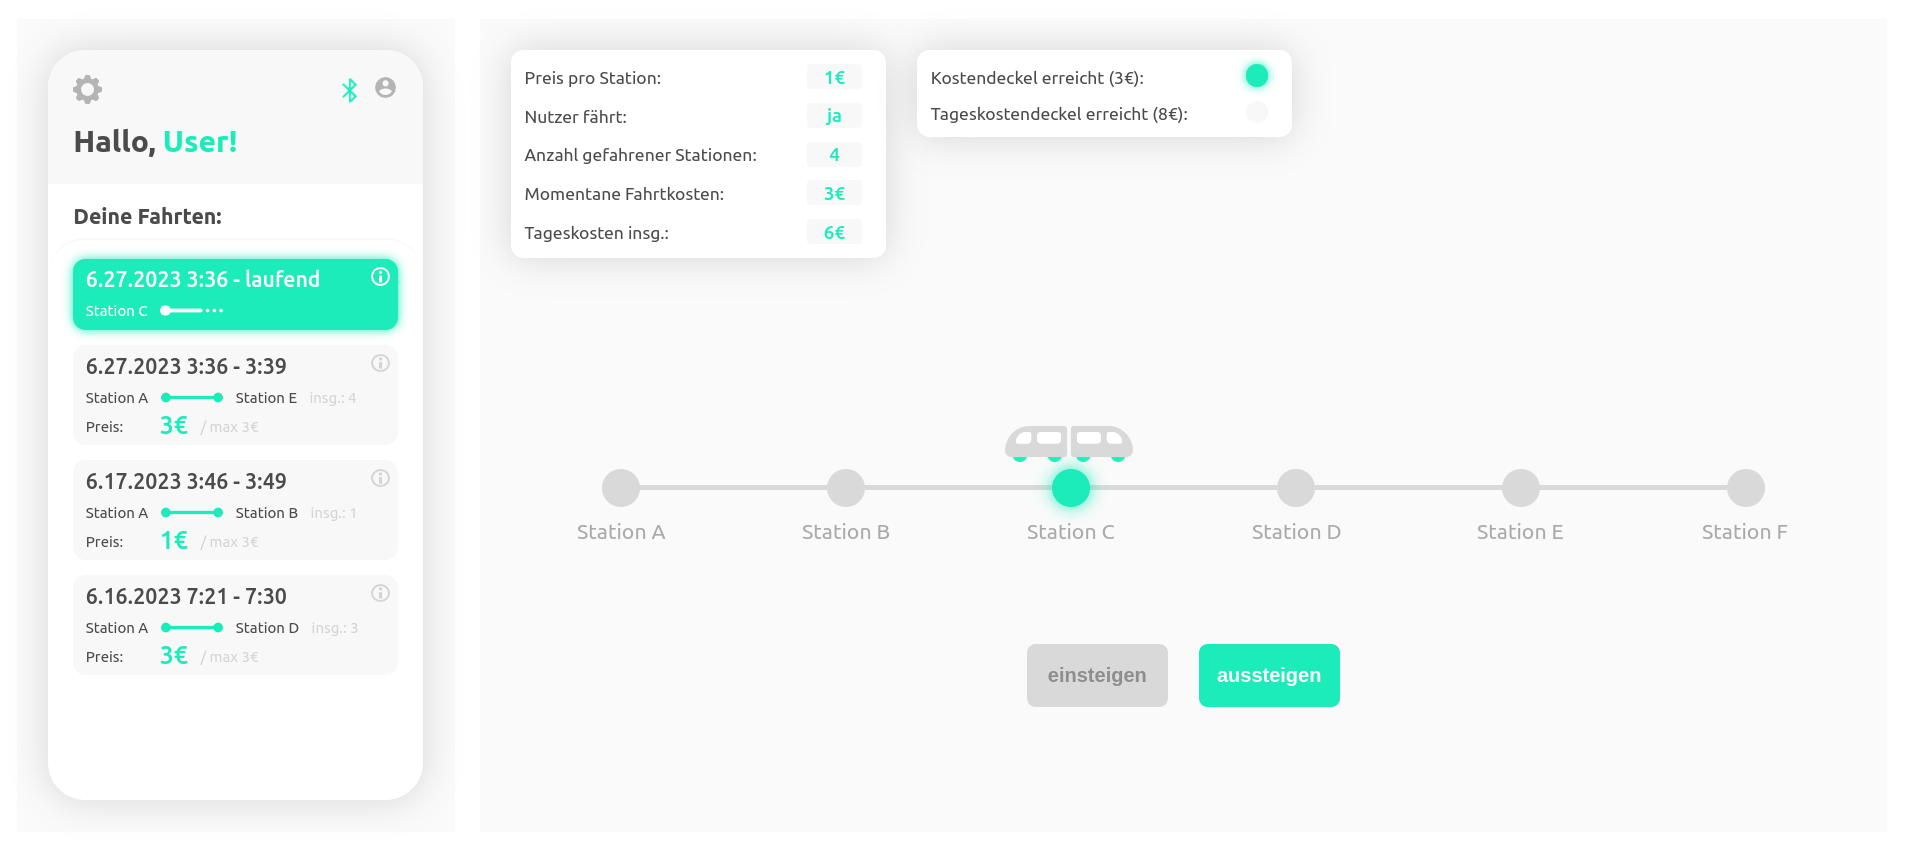 Hallo, User!
Deine Fahrten:
6.27.2023 3:36 - laufend
Station C
6.27.2023 3:36 - 3:39
Station A Station E insg.: 4
Preis: 3€ / max 3€
6.17.2023 3:46 - 3:49
Station A Station B insg.: 1
Preis: 1€ / max 3€
6.16.2023 7:21 - 7:30
Station A Station D insg.: 3
Preis: 3€ / max 3€
Preis pro Station: 1€
Nutzer fährt: ja
Anzahl gefahrener Stationen: 4
Momentane Fahrtkosten: 3€
Tageskosten insg.: 6€
Kostendeckel erreicht (3€):
Tageskostendeckel erreicht (8€):
Station A Station B Station C Station D Station E Station F
einsteigen aussteigen